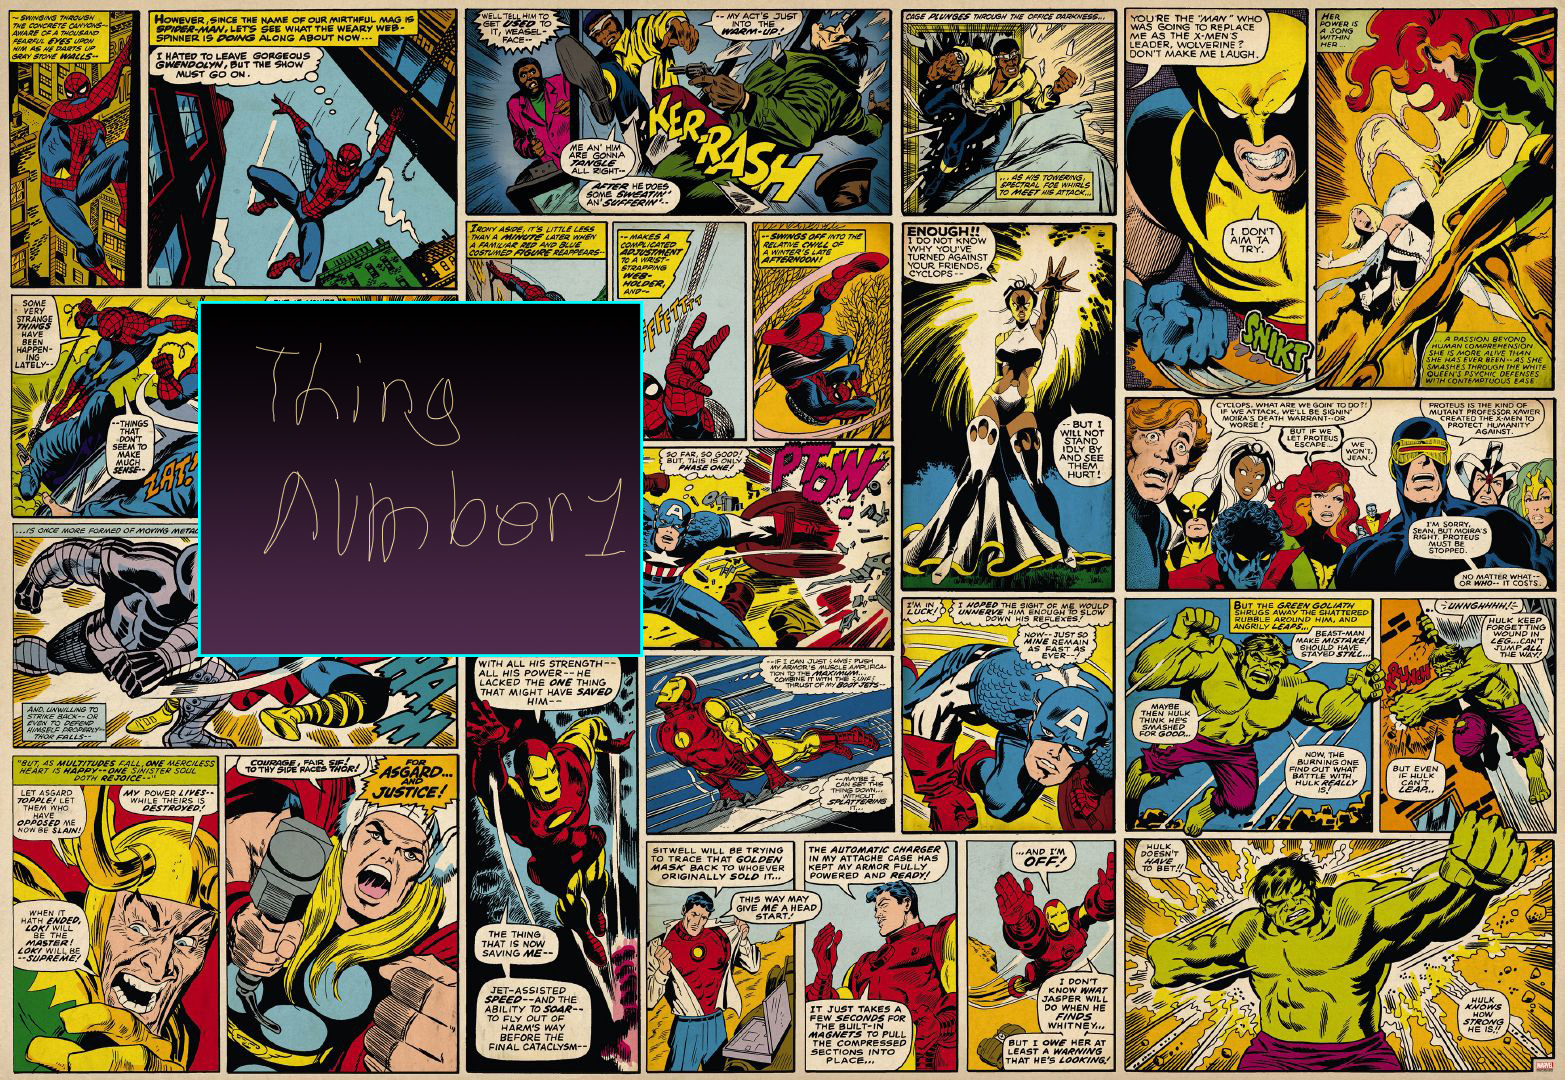 --SWINGING THROUGH
THE CONCRETE CANYONS--
AWARE OF A THOUSAND
FEARFUL EYES UPON
HIM AS HE DARTS UP
GRAY STONE WALLS--
HOWEVER, SINCE THE NAME OF OUR MIRTHFUL MAG IS
SPIDER-MAN, LET'S SEE WHAT THE WEARY WEB-
SPINNER IS DOING ALONG ABOUT NOW...
I HATED TO LEAVE GORGEOUS
GWENDOLYN, BUT THE SHOW
MUST GO ON.
WE'LL TELL HIM TO
GET USED TO
IT, WEASEL-
FACE--
--MY ACT'S JUST
INTO THE
WARM-UP!
KER-RASH
ME AN' HIM
ARE GONNA
TANGLE
ALL RIGHT--
AFTER HE DOES
SOME SWEATIN'
AN' SUFFERIN'--
CAGE PLUNGES THROUGH THE OFFICE DARKNESS...
...AS HIS TOWERING,
SPECTRAL FOE WHIRLS
TO MEET HIS ATTACK...
YOU'RE THE "MAN" WHO
WAS GOING TO REPLACE
ME AS THE X-MEN'S
LEADER, WOLVERINE?
DON'T MAKE ME LAUGH.
I DON'T
AIM TA
TRY.
SNIKT
HER
POWER IS
A SONG
WITHIN
HER...
...A PASSION BEYOND
HUMAN COMPREHENSION.
SHE IS MORE ALIVE THAN
SHE HAS EVER BEEN--AS SHE
SMASHES THROUGH THE WHITE
QUEEN'S PSYCHIC DEFENSES
WITH CONTEMPTUOUS EASE.
SOME
VERY
STRANGE
THINGS
HAVE
BEEN
HAPPEN-
ING
LATELY--
--THINGS
THAT
DON'T
SEEM TO
MAKE
MUCH
SENSE--
ZAT!
Thing
number 1
IRONY ASIDE, IT'S LITTLE LESS
THAN A MINUTE LATER WHEN
A FAMILIAR RED AND BLUE
COSTUMED FIGURE REAPPEARS--
--MAKES A
COMPLICATED
ADJUSTMENT
TO A WRIST-
STRAPPING
WEB-
HOLDER,
AND--
--SWINGS OFF INTO THE
RELATIVE CHILL OF
A WINTER'S LATE
AFTERNOON!
ENOUGH!!
I DO NOT KNOW
WHY YOU'VE
TURNED AGAINST
YOUR FRIENDS,
CYCLOPS--
--BUT I
WILL NOT
STAND
IDLY BY
AND SEE
THEM
HURT!
CYCLOPS, WHAT ARE WE GOIN' TO DO?!
IF WE ATTACK, WE'LL BE SIGNIN'
MOIRA'S DEATH WARRANT--OR
WORSE!
BUT IF WE
LET PROTEUS
ESCAPE...
WE
WON'T,
JEAN.
PROTEUS IS THE KIND OF
MUTANT PROFESSOR XAVIER
CREATED THE X-MEN TO
PROTECT HUMANITY
AGAINST.
I'M SORRY,
SEAN, BUT MOIRA'S
RIGHT. PROTEUS
MUST BE
STOPPED.
NO MATTER WHAT--
OR WHO--IT COSTS.
SO FAR, SO GOOD!
BUT, THIS IS ONLY
PHASE ONE!
PTOW
...IS ONCE MORE FORMED OF MOVING METAL
AND, UNWILLING TO
STRIKE BACK--OR
EVEN TO DEFEND
HIMSELF PROPERLY--
THOR FALLS--
WITH ALL HIS STRENGTH--
ALL HIS POWER--HE
LACKED THE ONE THING
THAT MIGHT HAVE SAVED
HIM--
THE THING
THAT IS NOW
SAVING ME--
JET-ASSISTED
SPEED--AND THE
ABILITY TO SOAR--
TO FLY OUT OF
HARM'S WAY
BEFORE THE
FINAL CATACLYSM--
--IF I CAN JUST (UNH!) PUSH
MY ARMOR'S MUSCLE AMPLIFICA-
TION TO THE MAXIMUM...
COMBINE IT WITH THE (UNH!)
THRUST OF MY BOOT-JETS--
--MAYBE I
CAN SET THIS
THING DOWN...
WITHOUT
SPLATTERING
IT...
I'M IN
LUCK!
I HOPED THE SIGHT OF ME WOULD
UNNERVE HIM ENOUGH TO SLOW
DOWN HIS REFLEXES!
NOW--JUST SO
MINE REMAIN
AS FAST AS
EVER--!
BUT THE GREEN GOLIATH
SHRUGS AWAY THE SHATTERED
RUBBLE AROUND HIM, AND
ANGRILY LEAPS...
BEAST-MAN
MAKE MISTAKE!
SHOULD HAVE
STAYED STILL...
MAYBE
THEN HULK
THINK HE'S
SMASHED
FOR GOOD...
NOW, THE
BURNING ONE
FIND OUT WHAT
BATTLE WITH
HULK REALLY
IS!
--UNNGHHHH!--
HULK KEEP
FORGETTING
WOUND IN
LEG...CAN'T
JUMP ALL
THE WAY!
BUT EVEN
IF HULK
CAN'T
LEAP...
"BUT, AS MULTITUDES FALL, ONE MERCILESS
HEART IS HAPPY--ONE SINISTER SOUL
DOTH REJOICE--"
LET ASGARD
TOPPLE! LET
THEM WHO
HAVE
OPPOSED ME
NOW BE SLAIN!
MY POWER LIVES--
WHILE THEIRS IS
DESTROYED!
WHEN IT
HATH ENDED,
LOKI WILL
BE THE
MASTER!
LOKI WILL BE
--SUPREME!
COURAGE, FAIR SIF!
TO THY SIDE RACES THOR!
FOR
ASGARD...
AND
JUSTICE!
SITWELL WILL BE TRYING
TO TRACE THAT GOLDEN
MASK BACK TO WHOEVER
ORIGINALLY SOLD IT...
THIS WAY MAY
GIVE ME A HEAD
START!
THE AUTOMATIC CHARGER
IN MY ATTACHE CASE HAS
KEPT MY ARMOR FULLY
POWERED AND READY!
IT JUST TAKES A
FEW SECONDS FOR
THE BUILT-IN
MAGNETS TO PULL
THE COMPRESSED
SECTIONS INTO
PLACE...
...AND I'M
OFF!
I DON'T
KNOW WHAT
JASPER WILL
DO WHEN HE
FINDS
WHITNEY...
BUT I OWE HER AT
LEAST A WARNING
THAT HE'S LOOKING!
HULK
DOESN'T
HAVE
TO BET!!
HULK
KNOWS
HOW
STRONG
HE IS!!
MARVEL